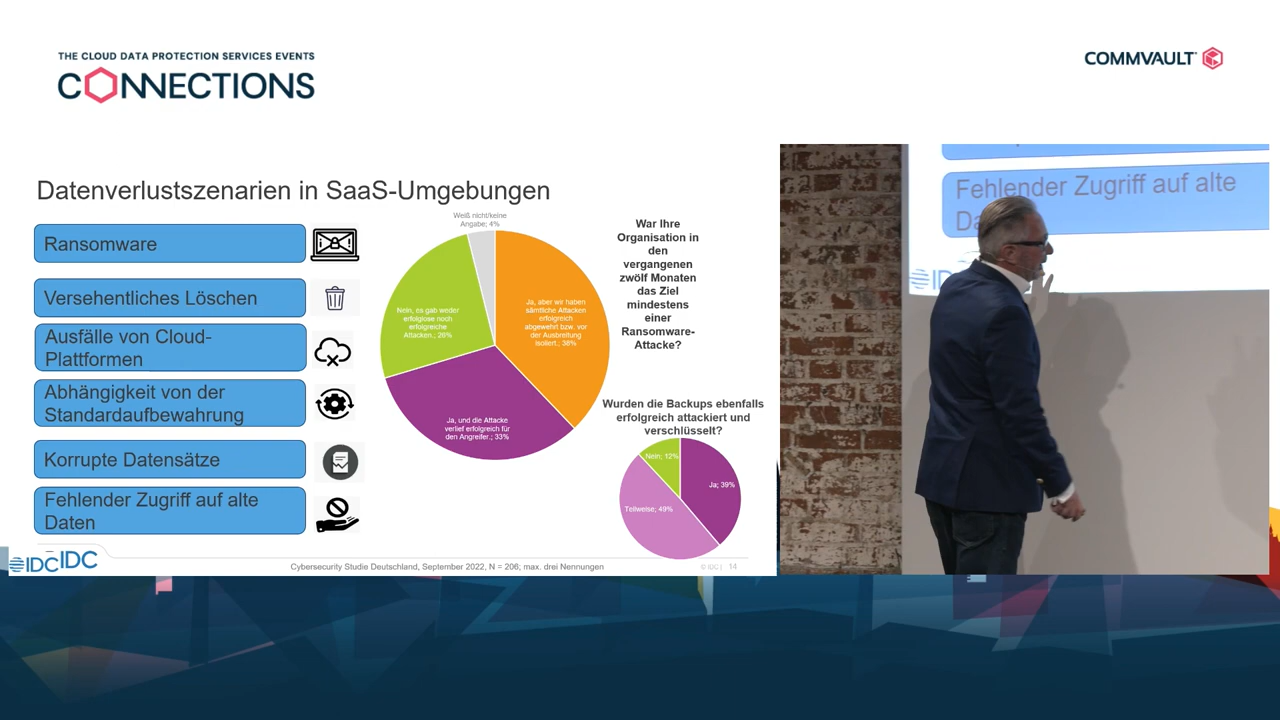 THE CLOUD DATA PROTECTION SERVICES EVENTS
CONNECTIONS
COMMVAULT
Datenverlustszenarien in SaaS-Umgebungen
Ransomware
Versehentliches Löschen
Ausfälle von Cloud-
Plattformen
Abhängigkeit von der
Standardaufbewahrung
Korrupte Datensätze
Fehlender Zugriff auf alte
Daten
Weiß nicht/keine
Angabe; 4%
Nein, es gab weder
erfolglose noch
erfolgreiche
Attacken.; 26%
Ja, aber wir haben
sämtliche Attacken
erfolgreich
abgewehrt bzw. vor
der Ausbreitung
isoliert.; 38%
Ja, und die Attacke
verlief erfolgreich für
den Angreifer.; 33%
War Ihre
Organisation in
den
vergangenen
zwölf Monaten
das Ziel
mindestens
einer
Ransomware-
Attacke?
Wurden die Backups ebenfalls
erfolgreich attackiert und
verschlüsselt?
Nein; 12%
Ja; 39%
Teilweise; 49%
IDC IDC
Cybersecurity Studie Deutschland, September 2022, N = 206; max. drei Nennungen
© IDC | 14
Fehlender Zugriff auf alte